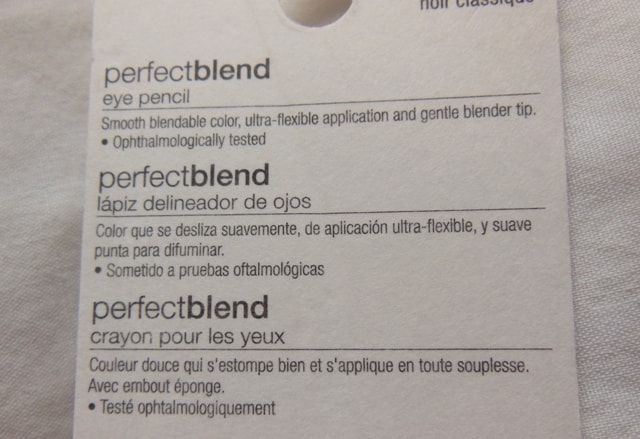 noir classique
perfectblend
eye pencil
Smooth blendable color, ultra-flexible application and gentle blender tip.
• Ophthalmologically tested
perfectblend
lápiz delineador de ojos
Color que se desliza suavemente, de aplicación ultra-flexible, y suave
punta para difuminar.
• Sometido a pruebas oftalmológicas
perfectblend
crayon pour les yeux
Couleur douce qui s'estompe bien et s'applique en toute souplesse.
Avec embout éponge.
• Testé ophtalmologiquement